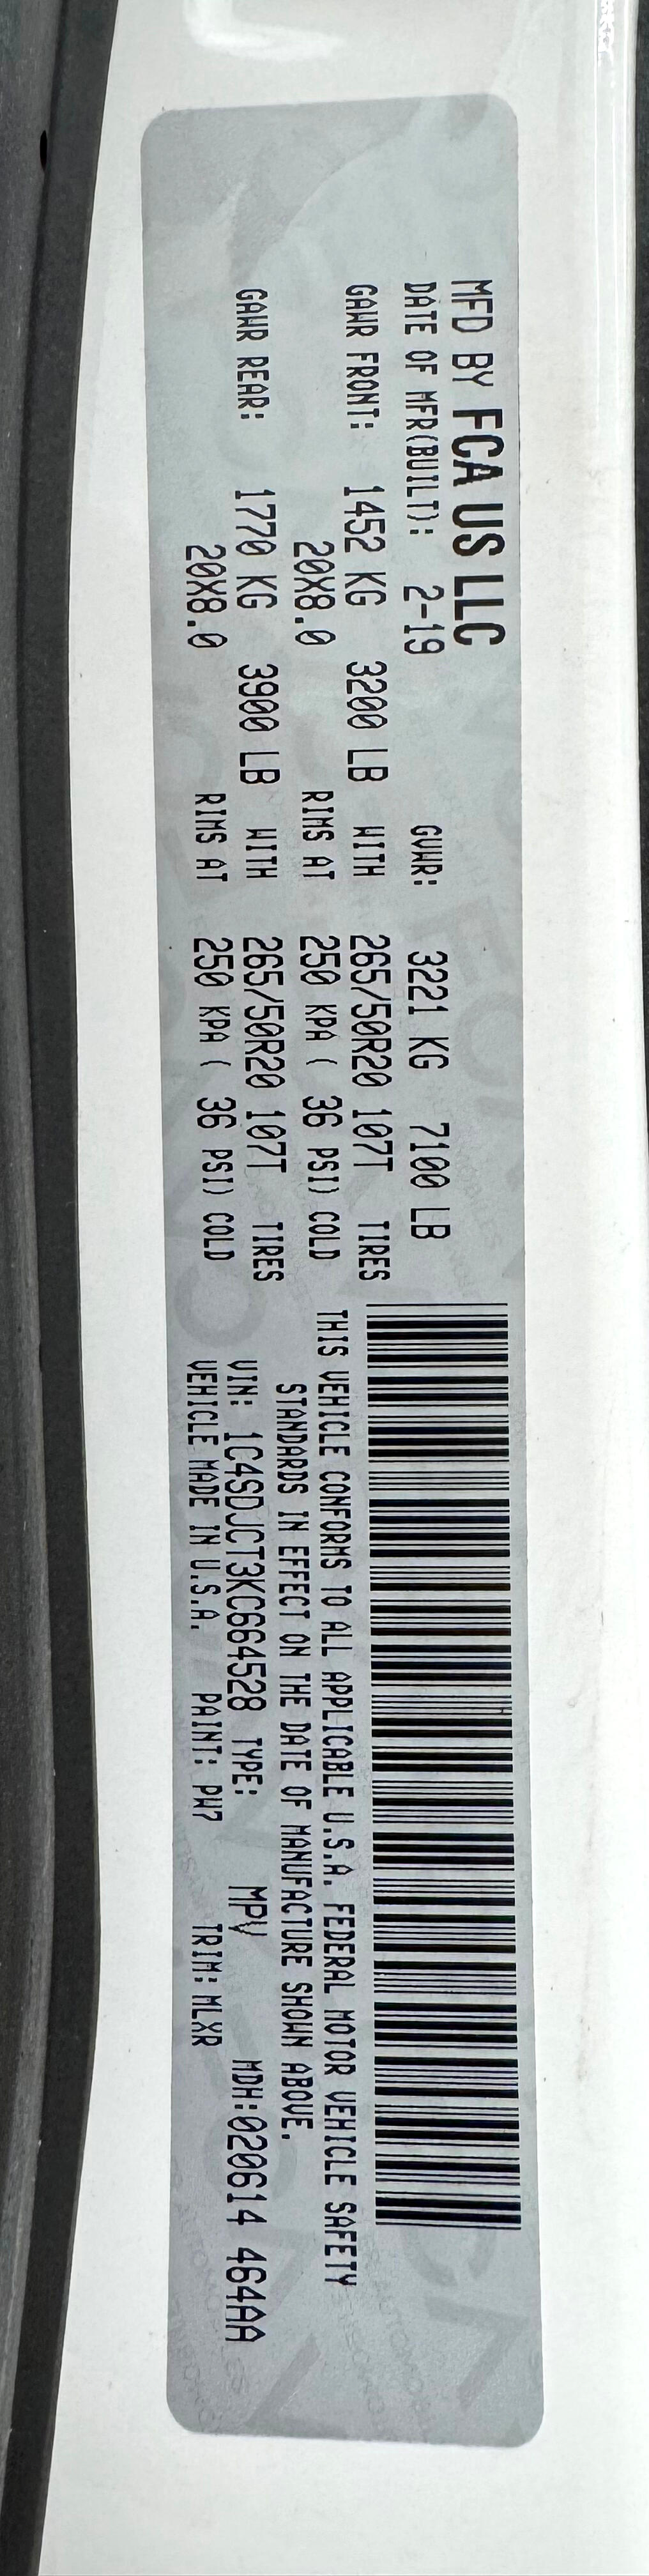 MFD BY FCA US LLC
DATE OF MFR(BUILT): 2-19 GVWR: 3221 KG 7100 LB
GAWR FRONT: 1452 KG 3200 LB WITH 265/50R20 107T TIRES
20X8.0 RIMS AT 250 KPA ( 36 PSI) COLD
GAWR REAR: 1770 KG 3900 LB WITH 265/50R20 107T TIRES
20X8.0 RIMS AT 250 KPA ( 36 PSI) COLD
THIS VEHICLE CONFORMS TO ALL APPLICABLE U.S.A. FEDERAL MOTOR VEHICLE SAFETY
STANDARDS IN EFFECT ON THE DATE OF MANUFACTURE SHOWN ABOVE.
VIN: 1C4SDJCT3KC664528 TYPE: MPV MDH:020614 464AA
VEHICLE MADE IN U.S.A. PAINT: PW7 TRIM: MLXR